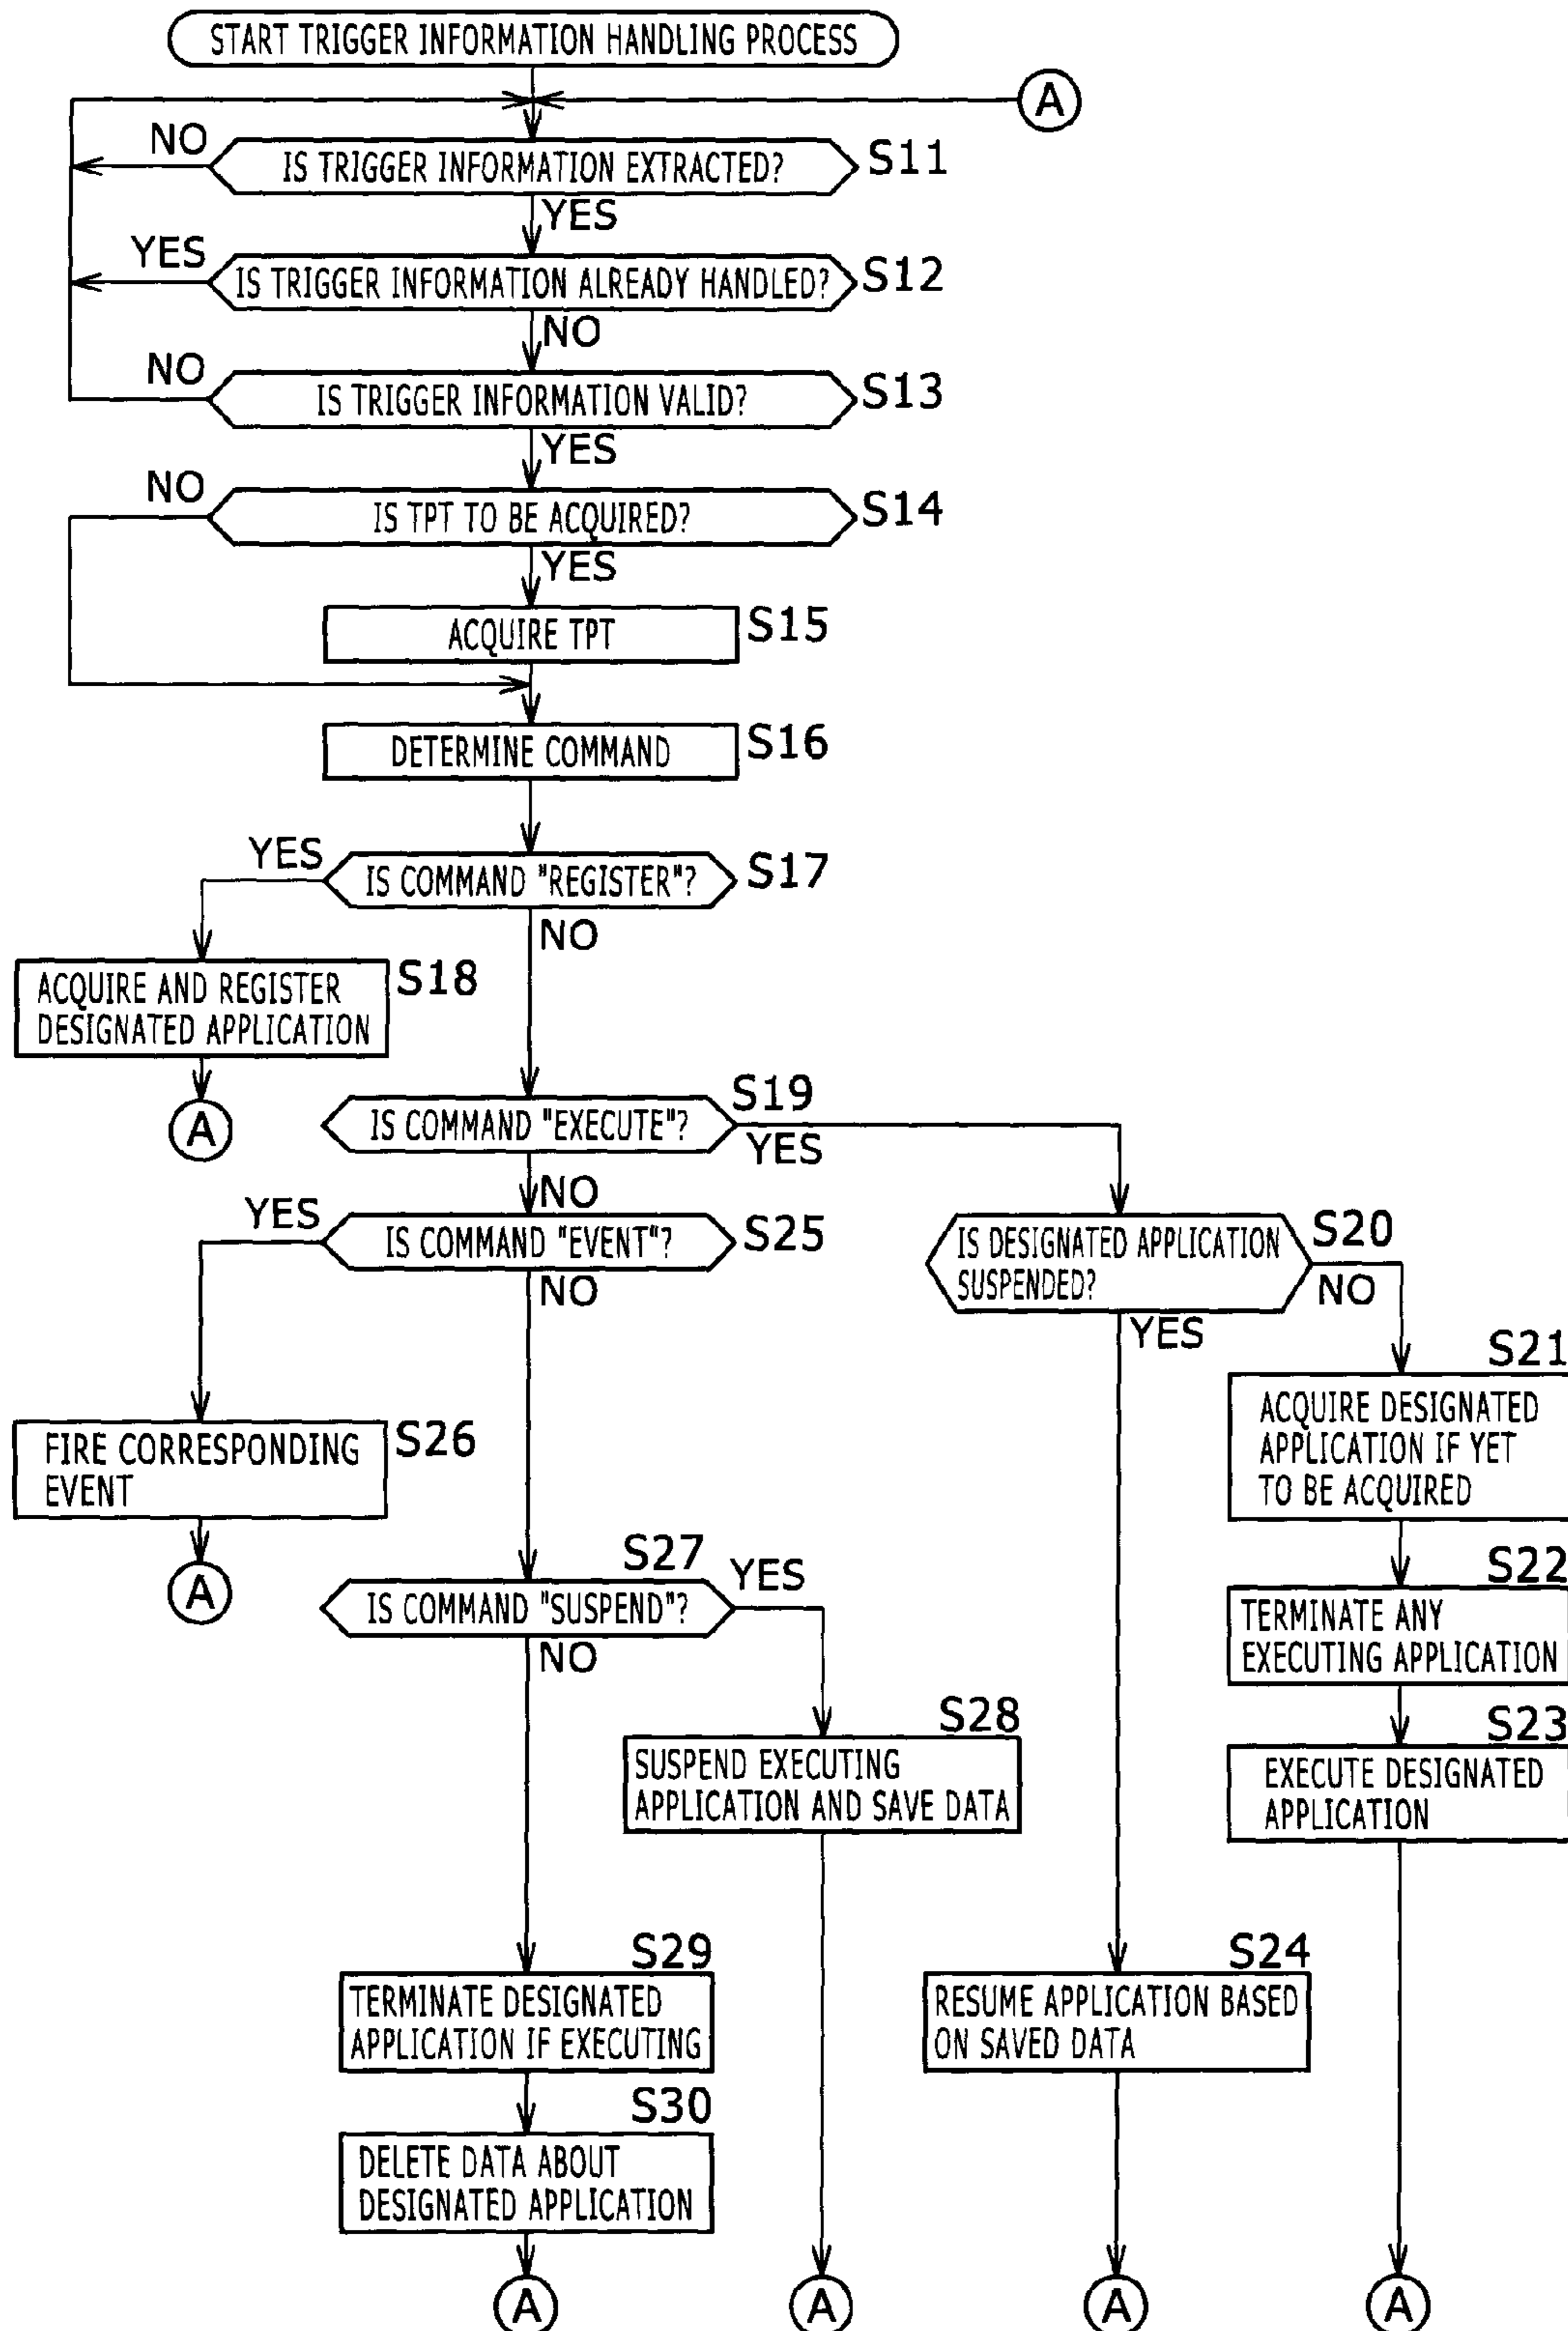 START TRIGGER INFORMATION HANDLING PROCESS
A
NO
IS TRIGGER INFORMATION EXTRACTED?
S11
YES
YES
IS TRIGGER INFORMATION ALREADY HANDLED?
S12
NO
NO
IS TRIGGER INFORMATION VALID?
S13
YES
NO
IS TPT TO BE ACQUIRED?
S14
YES
ACQUIRE TPT
S15
DETERMINE COMMAND
S16
YES
IS COMMAND "REGISTER"?
S17
NO
ACQUIRE AND REGISTER
DESIGNATED APPLICATION
S18
A
IS COMMAND "EXECUTE"?
S19
YES
NO
YES
IS COMMAND "EVENT"?
S25
NO
IS DESIGNATED APPLICATION
SUSPENDED?
S20
NO
YES
S21
ACQUIRE DESIGNATED
APPLICATION IF YET
TO BE ACQUIRED
FIRE CORRESPONDING
EVENT
S26
A
S27
IS COMMAND "SUSPEND"?
YES
NO
S22
TERMINATE ANY
EXECUTING APPLICATION
S28
SUSPEND EXECUTING
APPLICATION AND SAVE DATA
S23
EXECUTE DESIGNATED
APPLICATION
S29
TERMINATE DESIGNATED
APPLICATION IF EXECUTING
S24
RESUME APPLICATION BASED
ON SAVED DATA
S30
DELETE DATA ABOUT
DESIGNATED APPLICATION
A
A
A
A